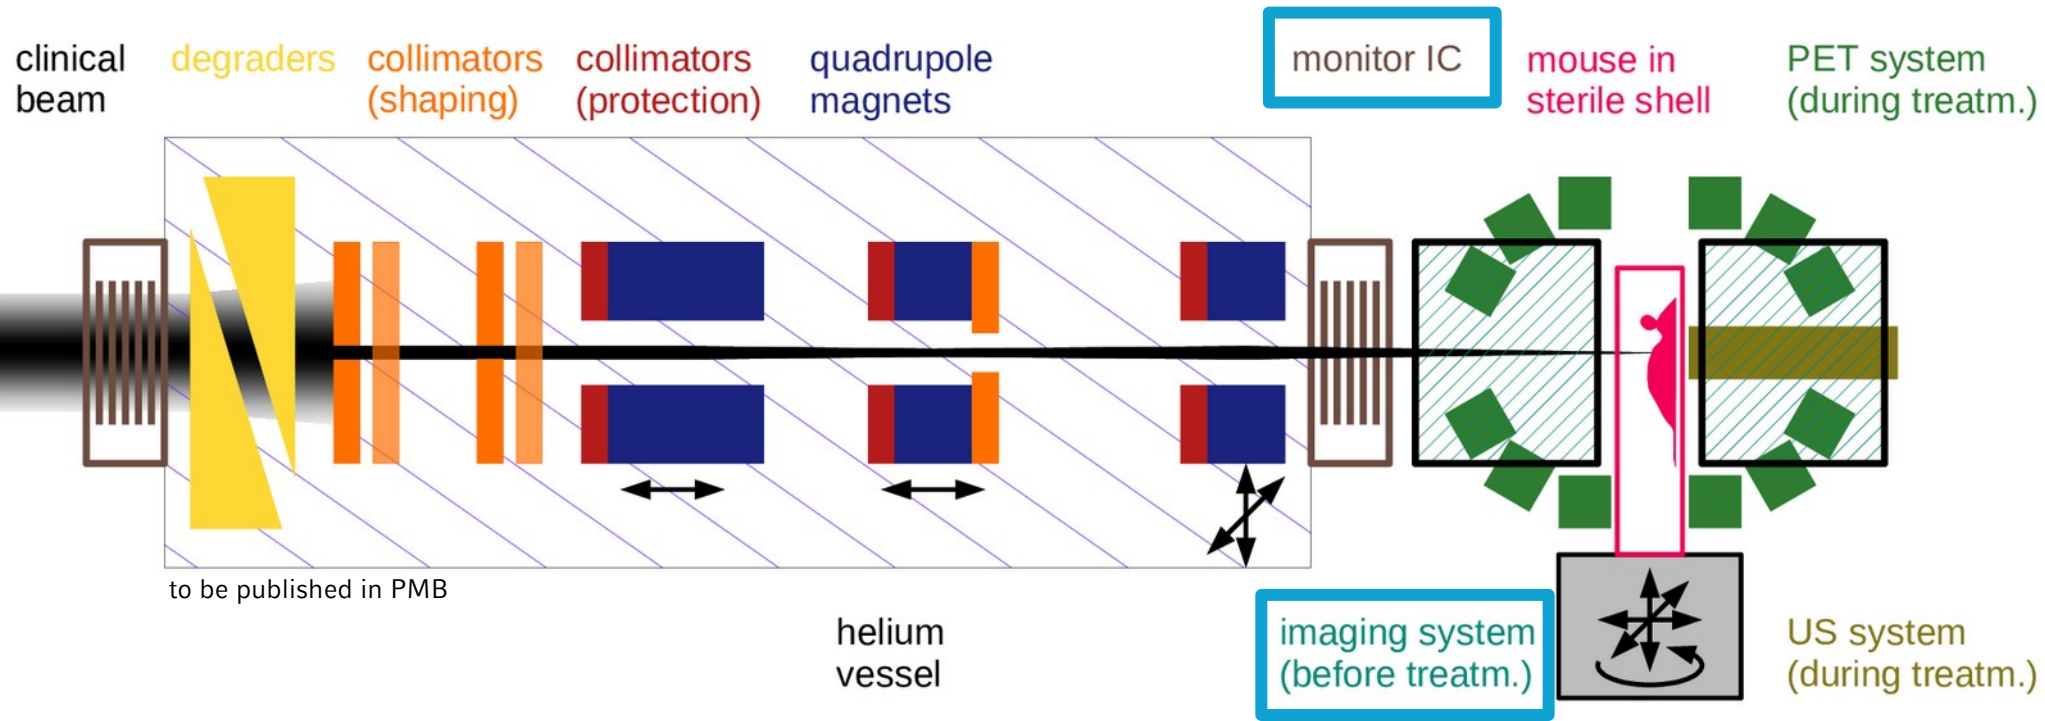 clinical
beam
degraders
collimators
(shaping)
collimators
(protection)
quadrupole
magnets
monitor IC
mouse in
sterile shell
PET system
(during treatm.)
to be published in PMB
helium
vessel
imaging system
(before treatm.)
US system
(during treatm.)